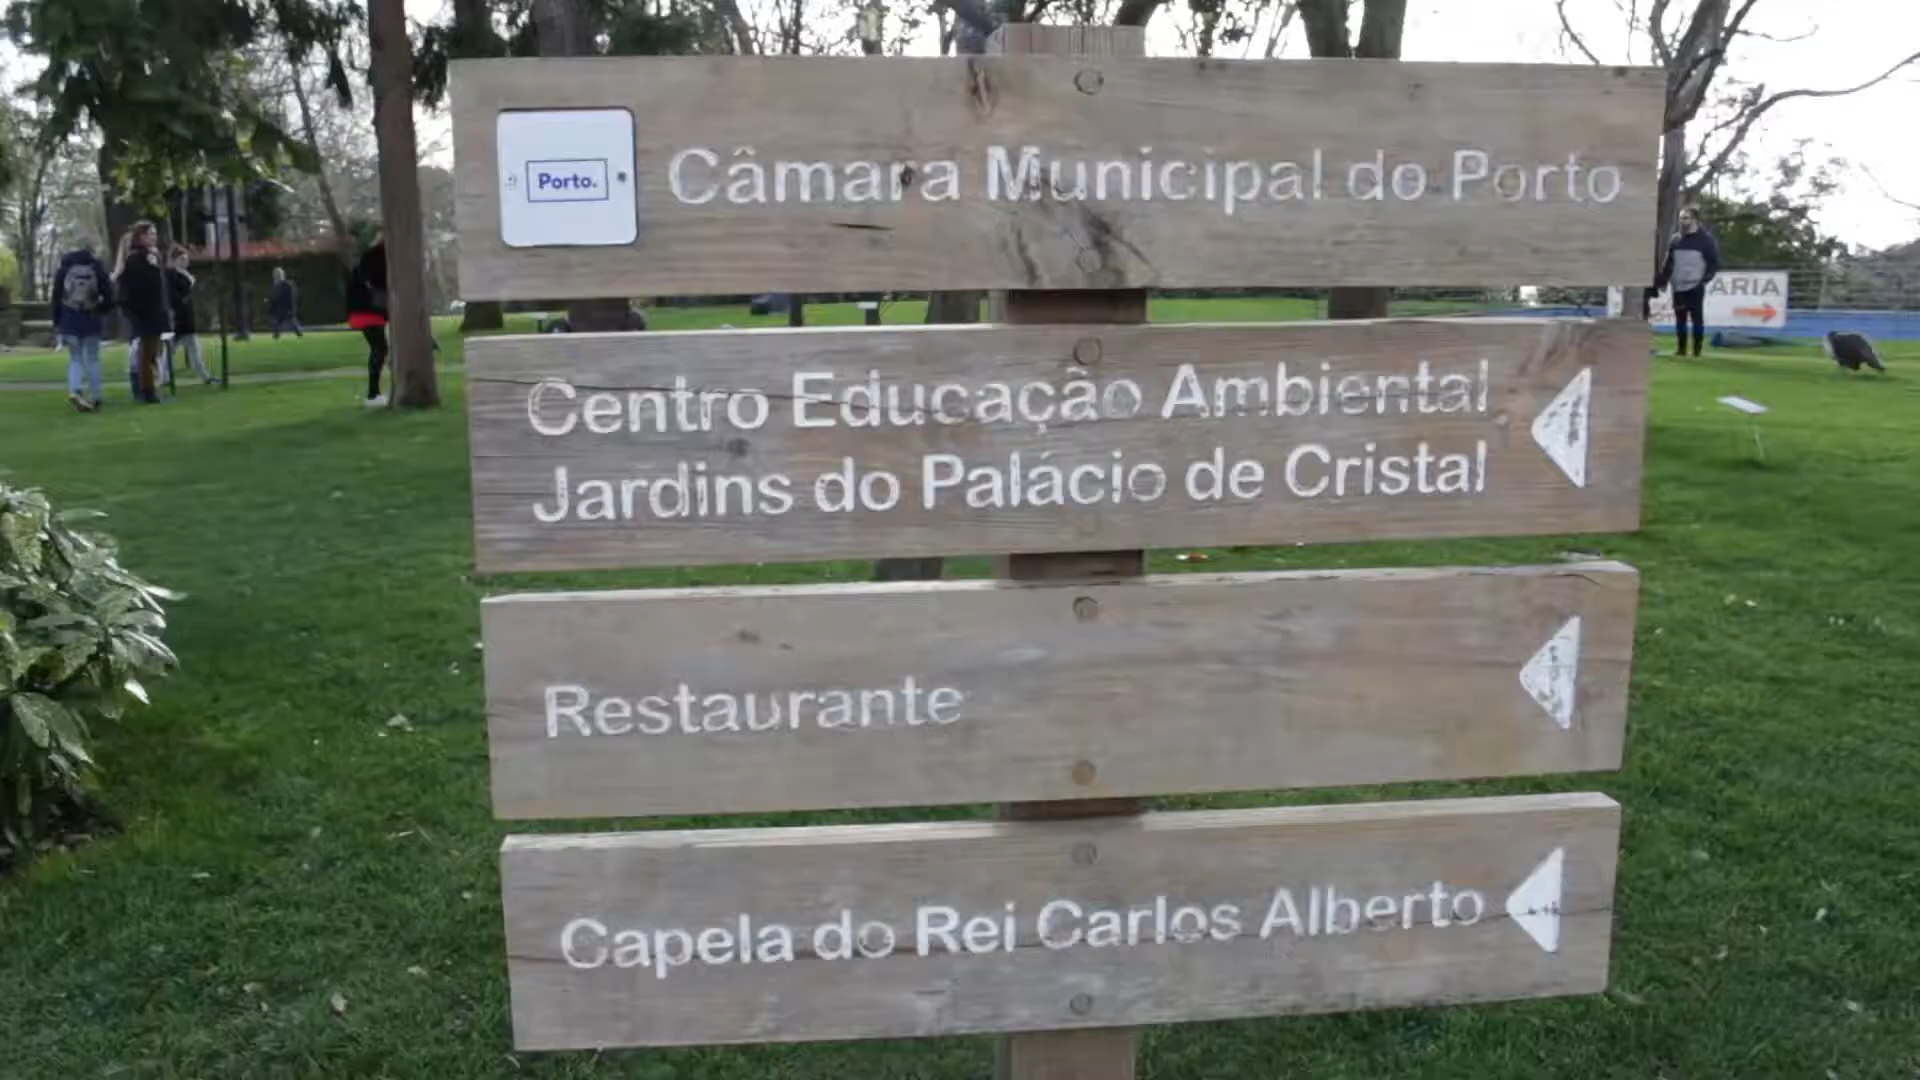 Porto.
Câmara Municipal do Porto
ARIA
Centro Educação Ambiental
Jardins do Palácio de Cristal
Restaurante
Capela do Rei Carlos Alberto